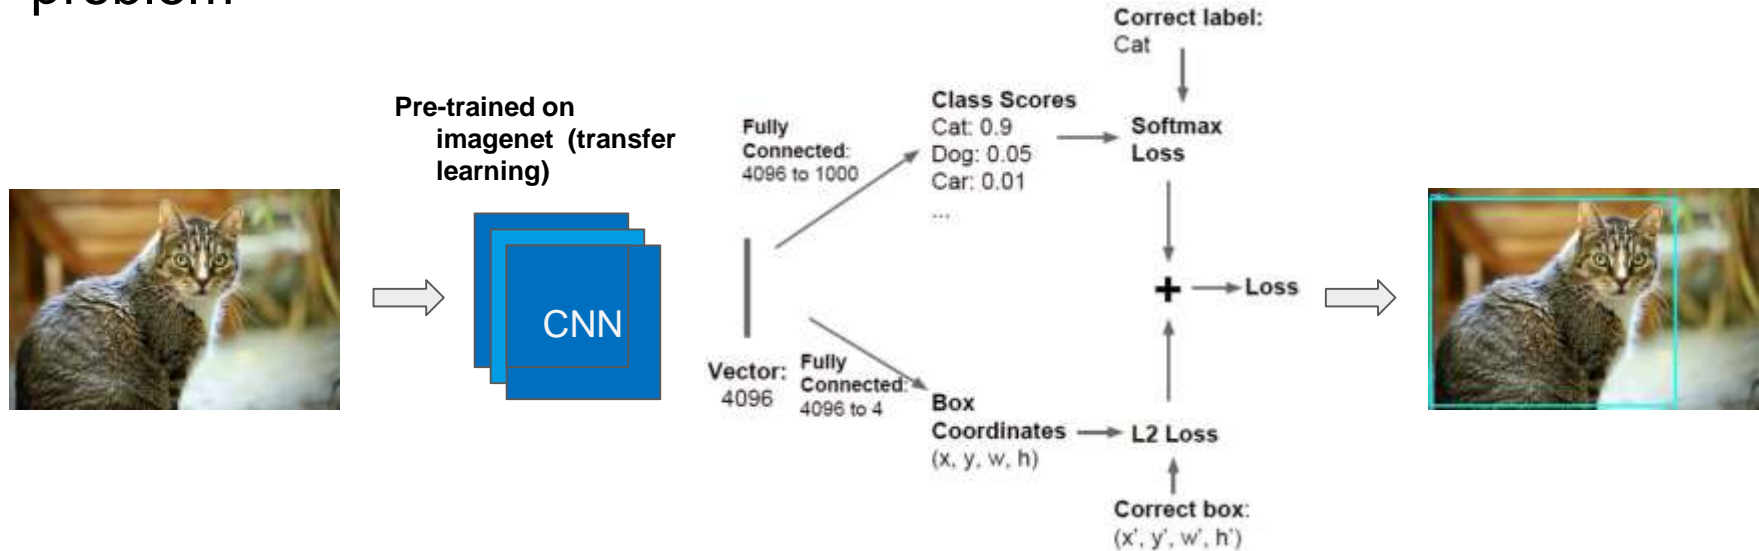 problem
Correct label:
Cat
Pre-trained on
imagenet (transfer
learning)
Fully
Connected:
4096 to 1000
Class Scores
Cat: 0.9
Dog: 0.05
Car: 0.01
...
Softmax
Loss
CNN
+
Loss
Vector:
4096
Fully
Connected:
4096 to 4
Box
Coordinates
(x, y, w, h)
L2 Loss
Correct box:
(x', y', w', h')